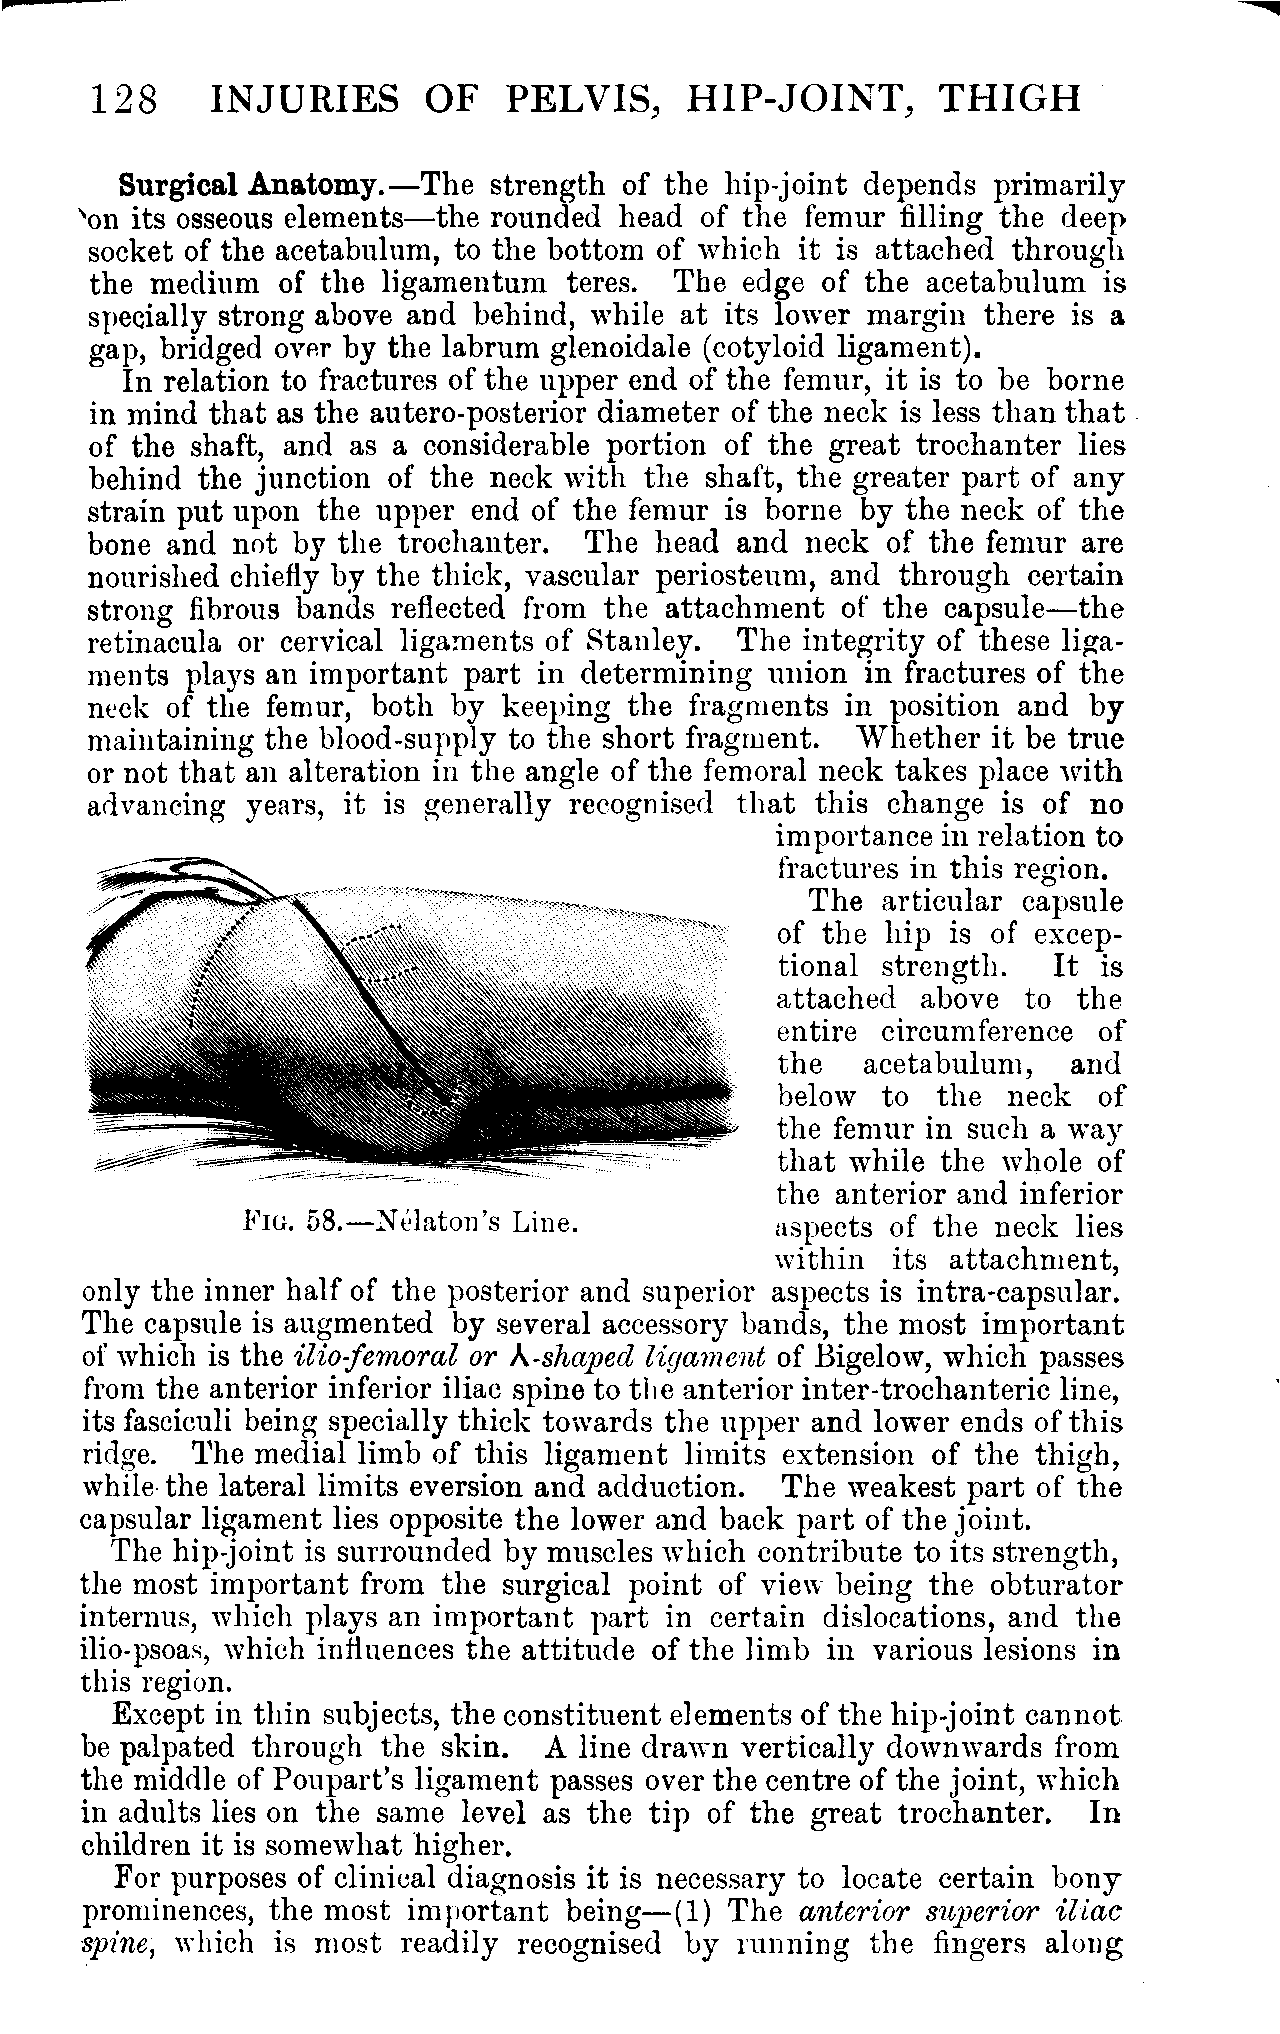 128 INJURIES OF PELVIS, HIP-JOINT, THIGH
Surgical Anatomy.—The strength of the hip-joint depends primarily
on its osseous elements—the rounded head of the femur filling the deep
socket of the acetabulum, to the bottom of which it is attached through
the medium of the ligamentum teres. The edge of the acetabulum is
specially strong above and behind, while at its lower margin there is a
gap, bridged over by the labrum glenoidale (cotyloid ligament).
In relation to fractures of the upper end of the femur, it is to be borne
in mind that as the autero-posterior diameter of the neck is less than that
of the shaft, and as a considerable portion of the great trochanter lies
behind the junction of the neck with the shaft, the greater part of any
strain put upon the upper end of the femur is borne by the neck of the
bone and not by the trochanter. The head and neck of the femur are
nourished chiefly by the thick, vascular periosteum, and through certain
strong fibrous bands reflected from the attachment of the capsule—the
retinacula or cervical ligaments of Stanley. The integrity of these liga-
ments plays an important part in determining union in fractures of the
neck of the femur, both by keeping the fragments in position and by
maintaining the blood-supply to the short fragment. Whether it be true
or not that an alteration in the angle of the femoral neck takes place with
advancing years, it is generally recognised that this change is of no
importance in relation to
fractures in this region.
The articular capsule
of the hip is of excep-
tional strength. It is
attached above to the
entire circumference of
the acetabulum, and
below to the neck of
the femur in such a way
that while the whole of
the anterior and inferior
aspects of the neck lies
within its attachment,
FIG. 58.—Nélaton's Line.
only the inner half of the posterior and superior aspects is intra-capsular.
The capsule is augmented by several accessory bands, the most important
of which is the ilio-femoral or ⅄-shaped ligament of Bigelow, which passes
from the anterior inferior iliac spine to the anterior inter-trochanteric line,
its fasciculi being specially thick towards the upper and lower ends of this
ridge. The medial limb of this ligament limits extension of the thigh,
while the lateral limits eversion and adduction. The weakest part of the
capsular ligament lies opposite the lower and back part of the joint.
The hip-joint is surrounded by muscles which contribute to its strength,
the most important from the surgical point of view being the obturator
internus, which plays an important part in certain dislocations, and the
ilio-psoas, which influences the attitude of the limb in various lesions in
this region.
Except in thin subjects, the constituent elements of the hip-joint cannot
be palpated through the skin. A line drawn vertically downwards from
the middle of Poupart's ligament passes over the centre of the joint, which
in adults lies on the same level as the tip of the great trochanter. In
children it is somewhat higher.
For purposes of clinical diagnosis it is necessary to locate certain bony
prominences, the most important being—(1) The anterior superior iliac
spine, which is most readily recognised by running the fingers along